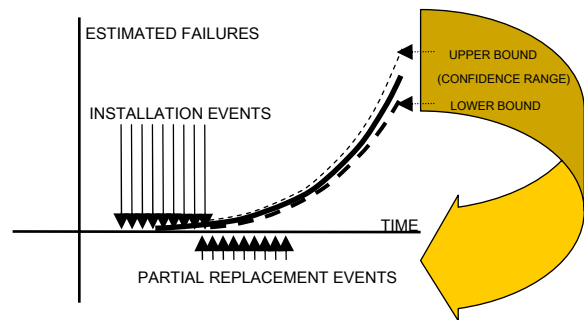 ESTIMATED FAILURES
UPPER BOUND
(CONFIDENCE RANGE)
LOWER BOUND
INSTALLATION EVENTS
TIME
PARTIAL REPLACEMENT EVENTS